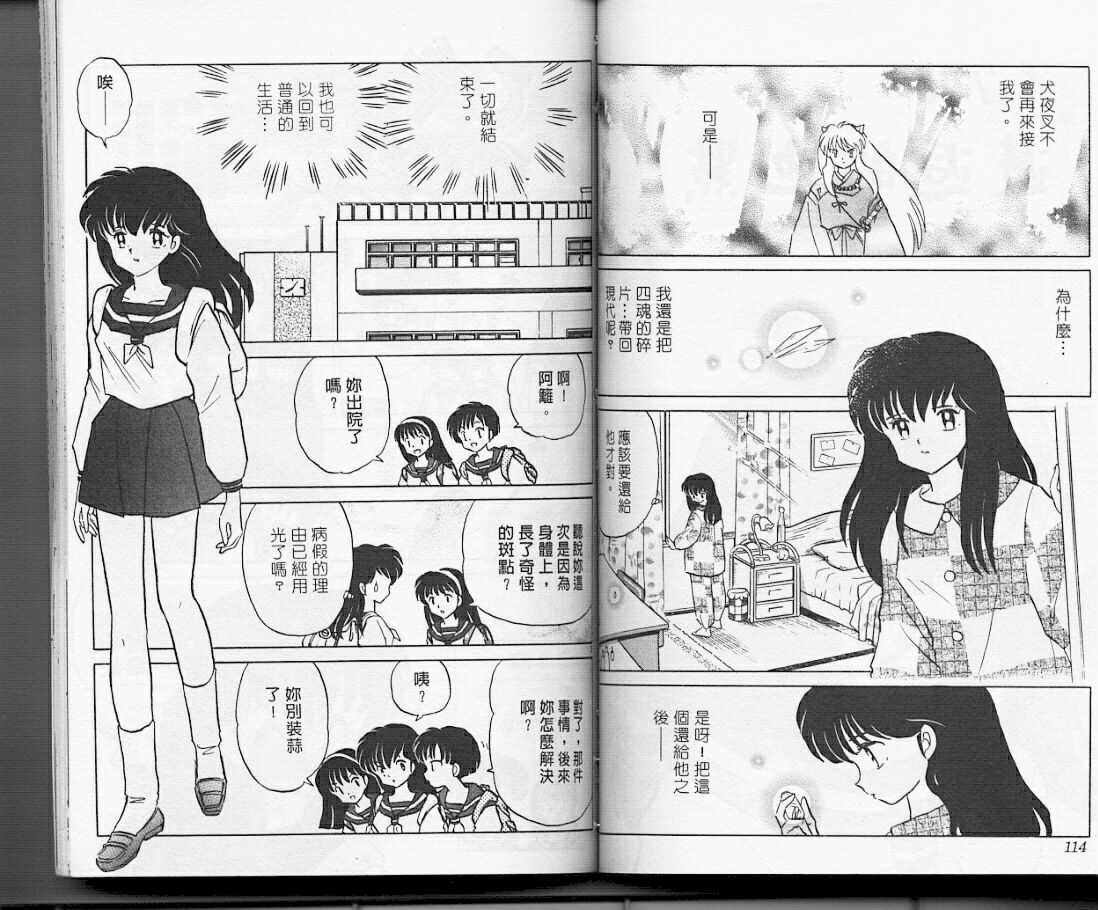 犬夜叉不
會再來接
我了。
可是——
為什麼…
我還是把
四魂的碎
片…帶回
現代呢？
應該要還給
他才對。
是呀！把這
個還給他之
後——
114
一切就結
束了。
我也可
以回到
普通的
生活…
唉——
啊！
阿籬。
妳出院了
嗎？
聽說妳這
次是因為
身體上，
長了奇怪
的斑點？
病假的理
由已經用
光了嗎？
對了，那件
事情，後來
妳怎麼解決
啊？
咦？
妳別裝蒜
了！